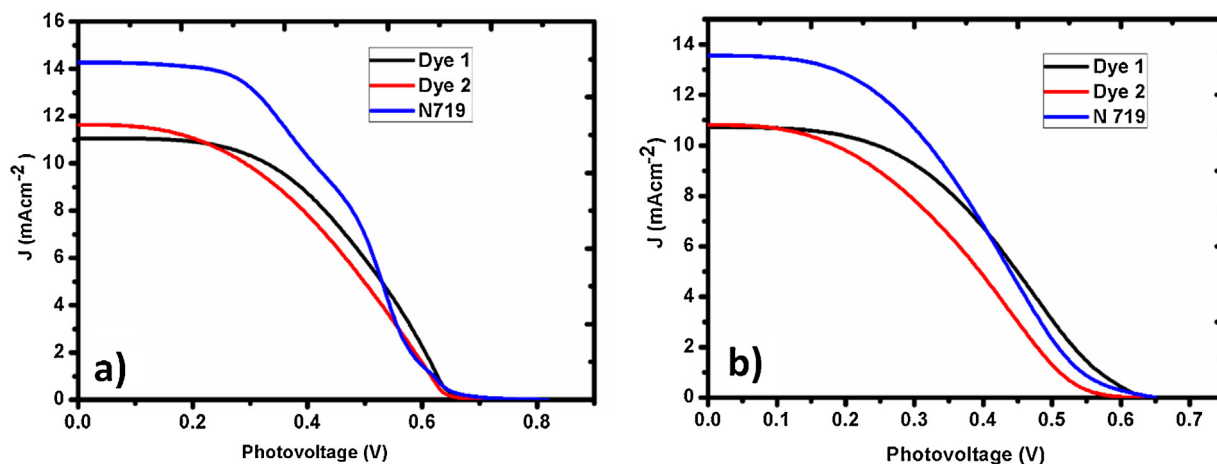 16
14
12
10
8
6
4
2
0
J (mAcm-2)
Dye 1
Dye 2
N719
a)
0.0 0.2 0.4 0.6 0.8
Photovoltage (V)
14
12
10
8
6
4
2
0
J (mAcm-2)
Dye 1
Dye 2
N 719
b)
0.0 0.1 0.2 0.3 0.4 0.5 0.6 0.7
Photovoltage (V)